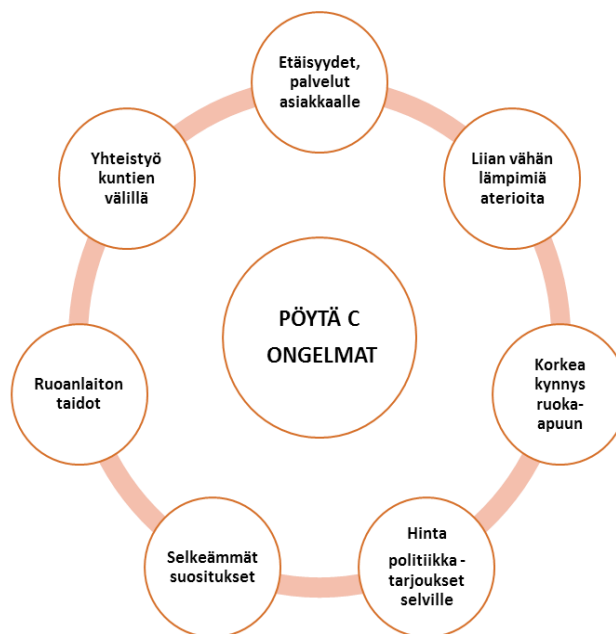 Etäisyydet,
palvelut
asiakkaalle
Liian vähän
lämpimiä
aterioita
Korkea
kynnys
ruoka-
apuun
Hinta
politiikka -
tarjoukset
selville
Selkeämmät
suositukset
Ruoanlaiton
taidot
Yhteistyö
kuntien
välillä
PÖYTÄ C
ONGELMAT